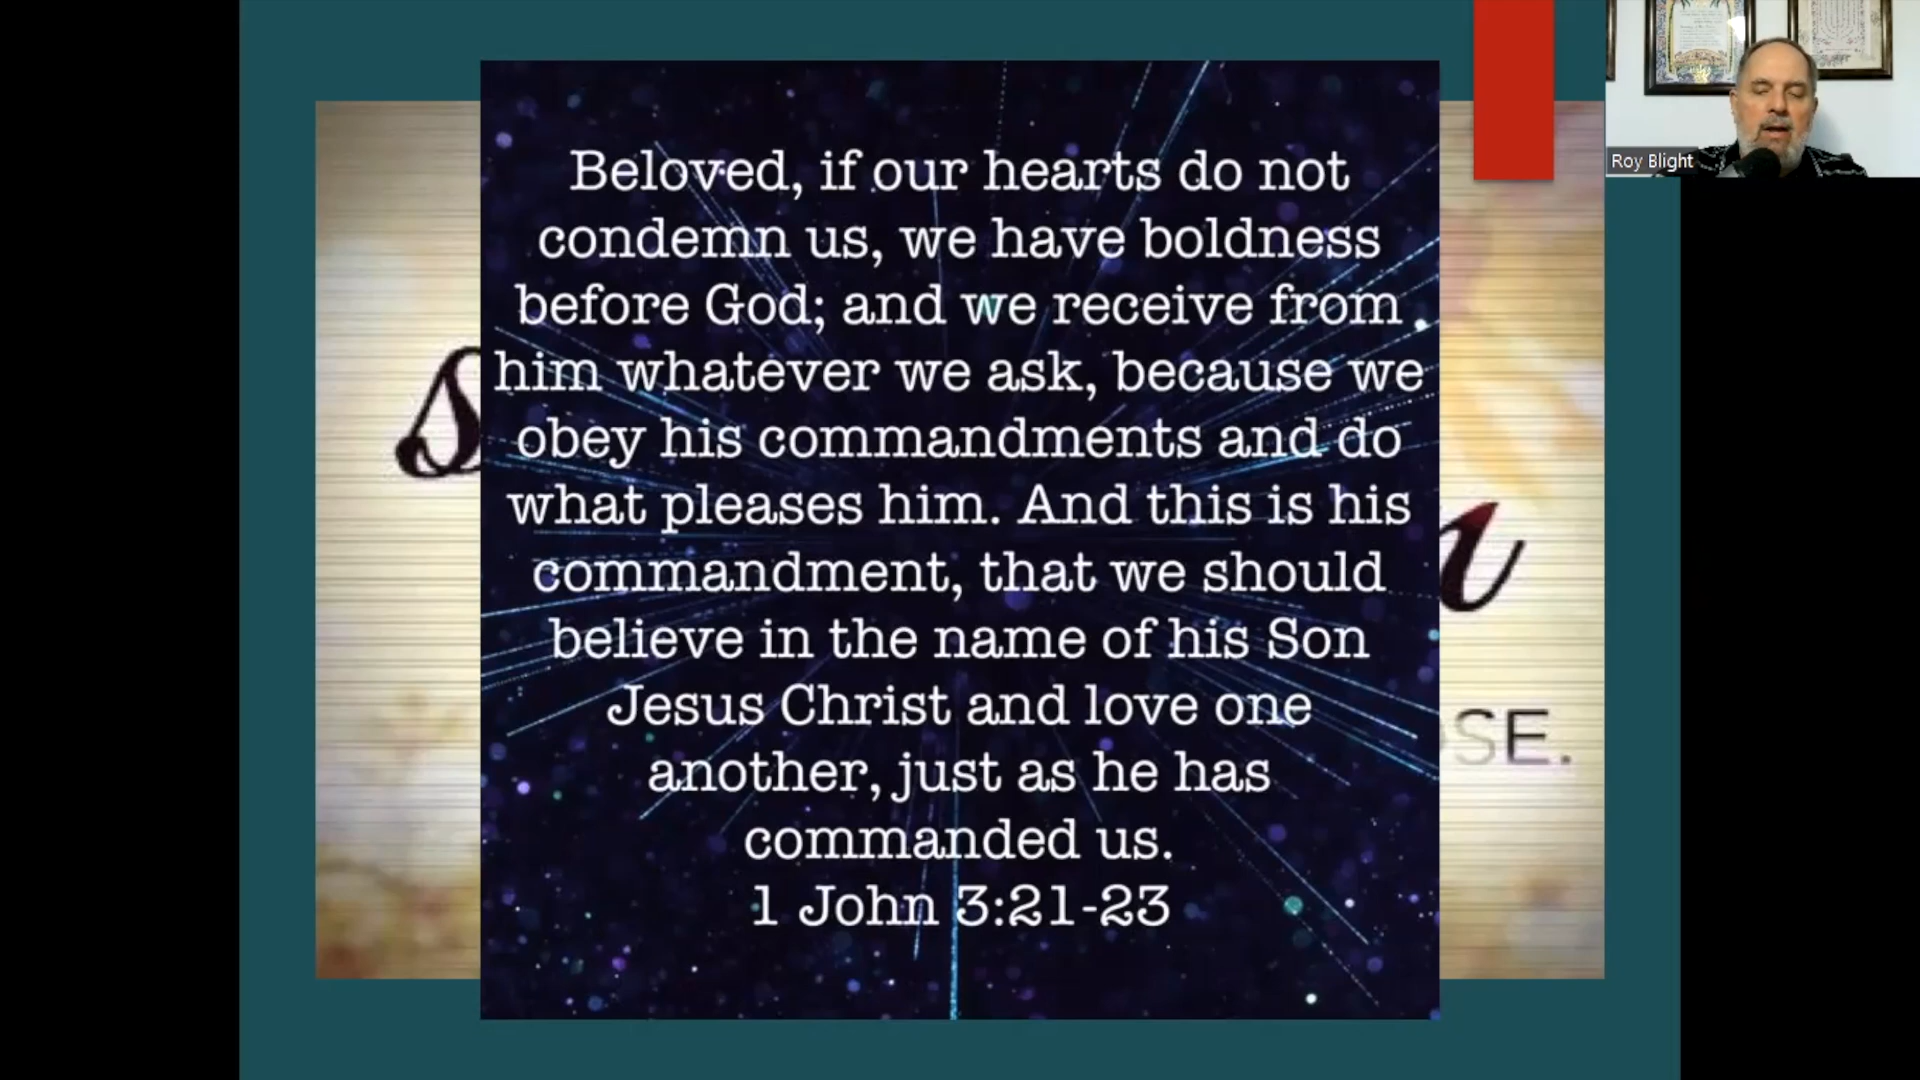 Beloved, if our hearts do not
condemn us, we have boldness
before God; and we receive from
him whatever we ask, because we
obey his commandments and do
what pleases him. And this is his
commandment, that we should
believe in the name of his Son
Jesus Christ and love one
another, just as he has
commanded us.
1 John 3:21-23
Roy Blight